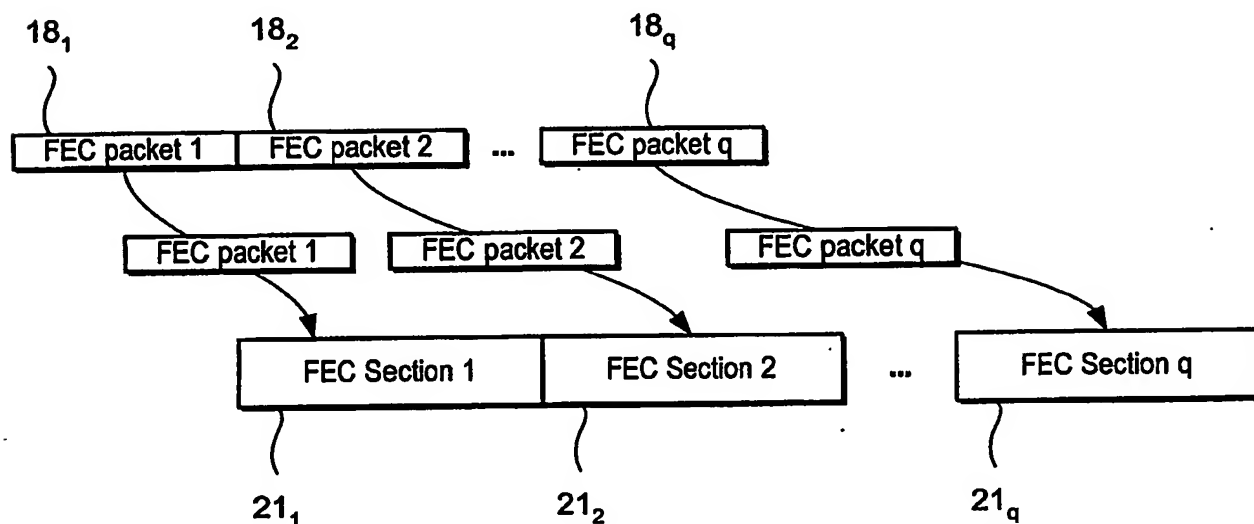 18₁ 18₂ 18q
FEC packet 1 FEC packet 2 ... FEC packet q
FEC packet 1 FEC packet 2 FEC packet q
FEC Section 1 FEC Section 2 ... FEC Section q
21₁ 21₂ 21q